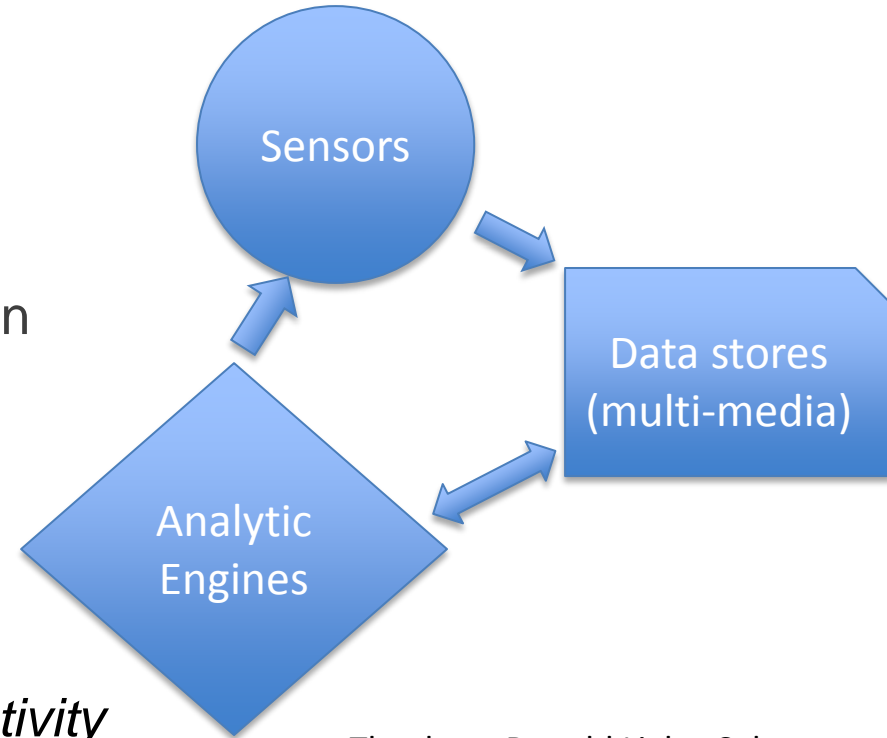 Sensors
n
Data stores
(multi-media)
Analytic
Engines
tivity